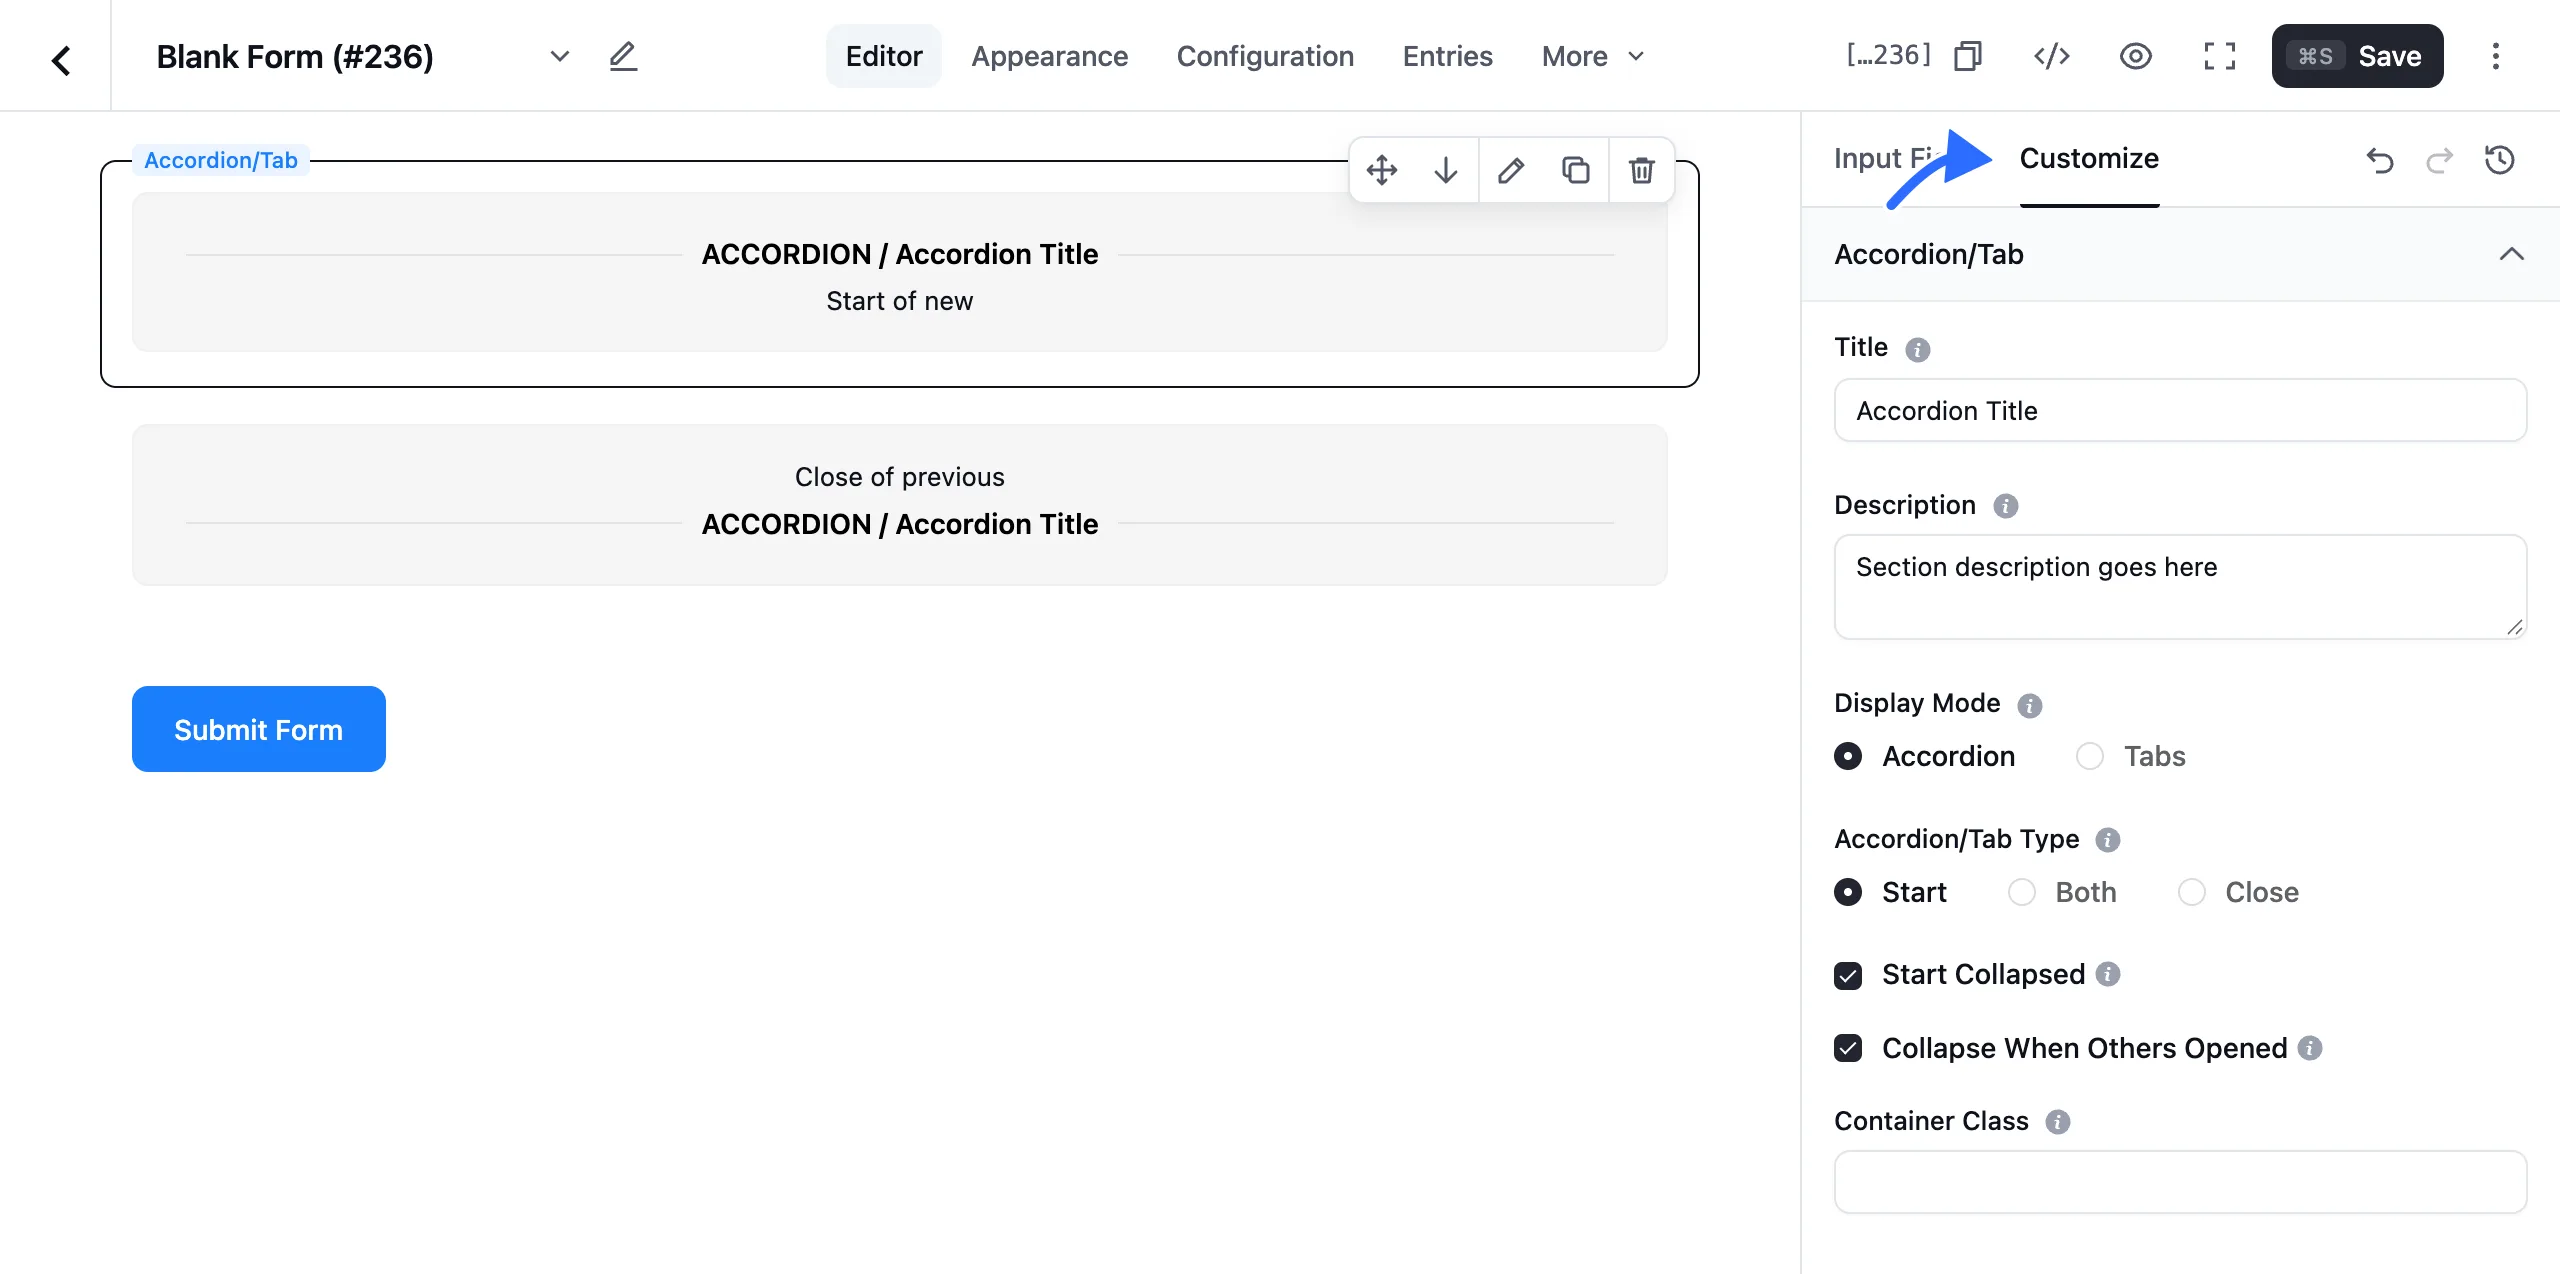 Blank Form (#236)
Editor
Appearance
Configuration
Entries
More
[…236]
⌘S Save
Accordion/Tab
ACCORDION / Accordion Title
Start of new
Close of previous
ACCORDION / Accordion Title
Submit Form
Input
Customize
Accordion/Tab
Title
Accordion Title
Description
Section description goes here
Display Mode
Accordion
Tabs
Accordion/Tab Type
Start
Both
Close
Start Collapsed
Collapse When Others Opened
Container Class